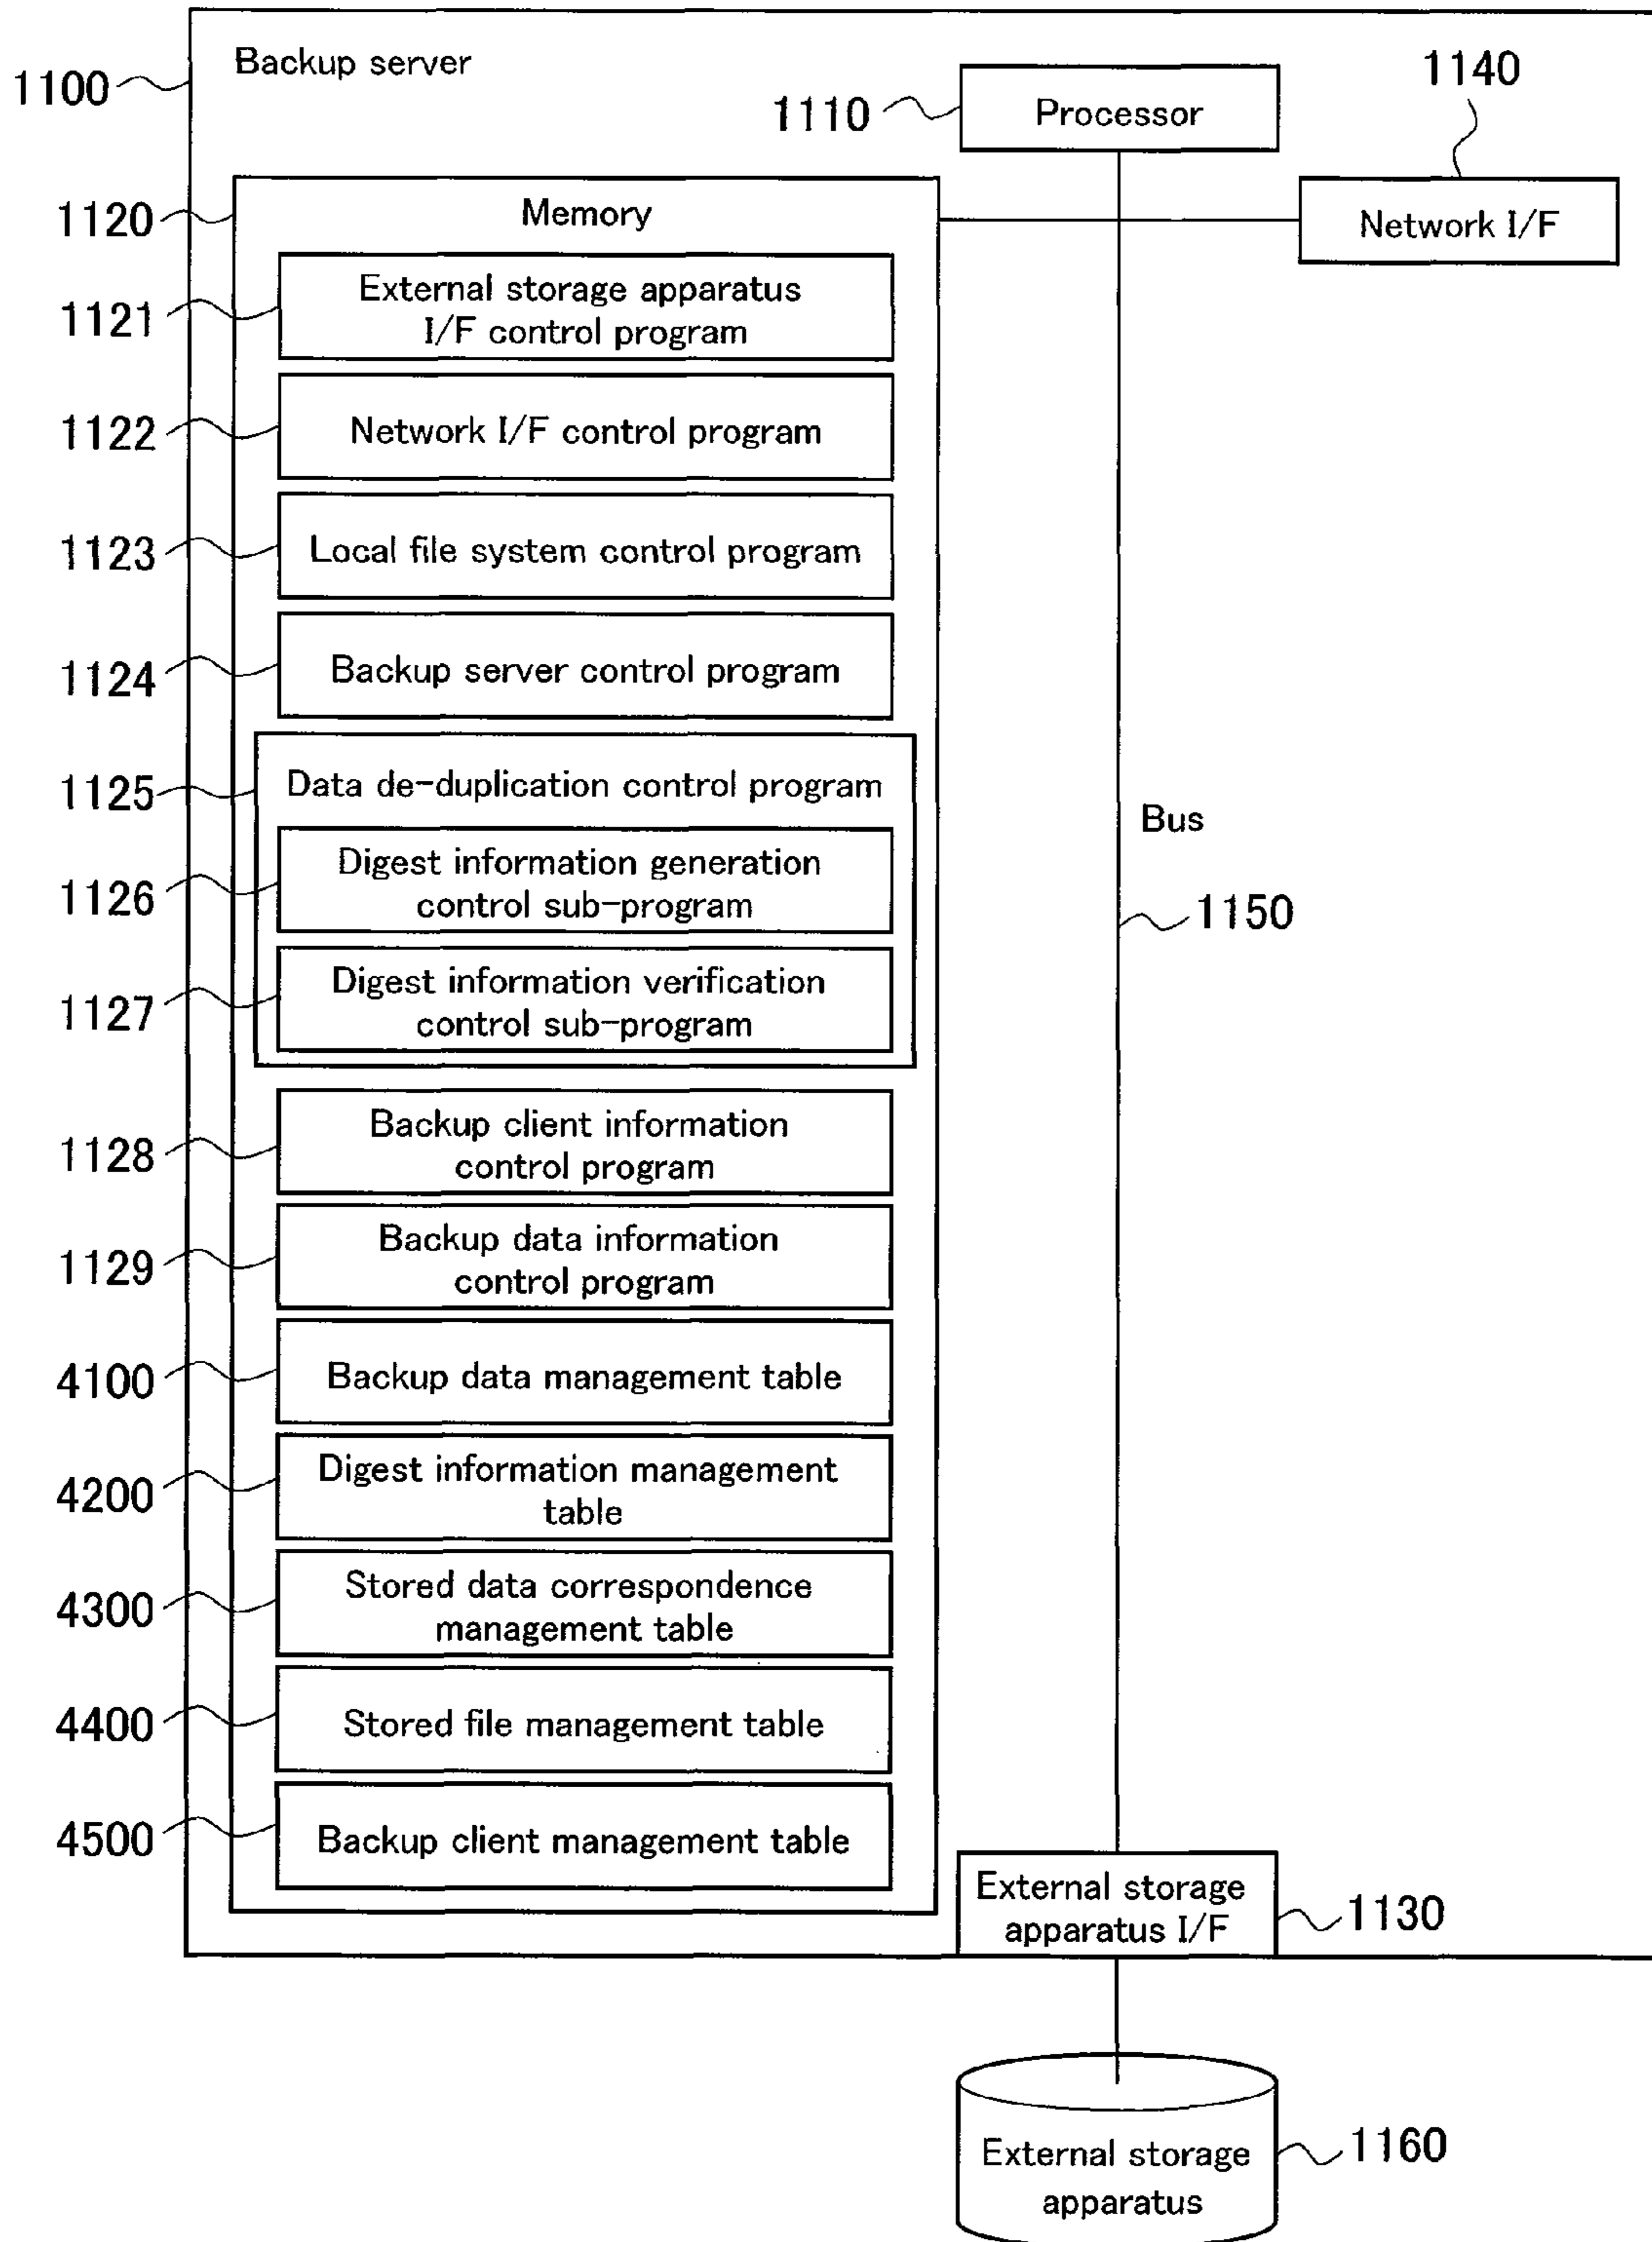 Backup server
1100
1110
Processor
1140
Network I/F
1120
Memory
1121
External storage apparatus
I/F control program
1122
Network I/F control program
1123
Local file system control program
1124
Backup server control program
1125
Data de-duplication control program
1126
Digest information generation
control sub-program
1127
Digest information verification
control sub-program
Bus
1150
1128
Backup client information
control program
1129
Backup data information
control program
4100
Backup data management table
4200
Digest information management
table
4300
Stored data correspondence
management table
4400
Stored file management table
4500
Backup client management table
External storage
apparatus I/F
1130
External storage
apparatus
1160